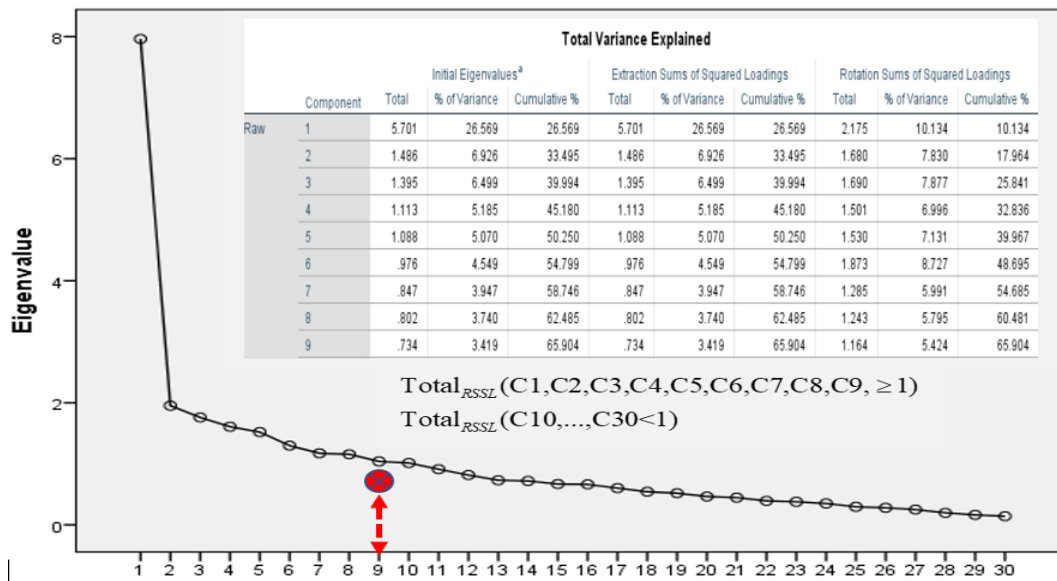 Total Variance Explained
Initial Eigenvaluesᵃ Extraction Sums of Squared Loadings Rotation Sums of Squared Loadings
Component Total % of Variance Cumulative % Total % of Variance Cumulative % Total % of Variance Cumulative %
Raw 1 5.701 26.569 26.569 5.701 26.569 26.569 2.175 10.134 10.134
2 1.486 6.926 33.495 1.486 6.926 33.495 1.680 7.830 17.964
3 1.395 6.499 39.994 1.395 6.499 39.994 1.690 7.877 25.841
4 1.113 5.185 45.180 1.113 5.185 45.180 1.501 6.996 32.836
5 1.088 5.070 50.250 1.088 5.070 50.250 1.530 7.131 39.967
6 .976 4.549 54.799 .976 4.549 54.799 1.873 8.727 48.695
7 .847 3.947 58.746 .847 3.947 58.746 1.285 5.991 54.685
8 .802 3.740 62.485 .802 3.740 62.485 1.243 5.795 60.481
9 .734 3.419 65.904 .734 3.419 65.904 1.164 5.424 65.904
Total_RSSL (C1,C2,C3,C4,C5,C6,C7,C8,C9, ≥ 1)
Total_RSSL (C10,...,C30<1)
Eigenvalue
8
6
4
2
0
1 2 3 4 5 6 7 8 9 10 11 12 13 14 15 16 17 18 19 20 21 22 23 24 25 26 27 28 29 30